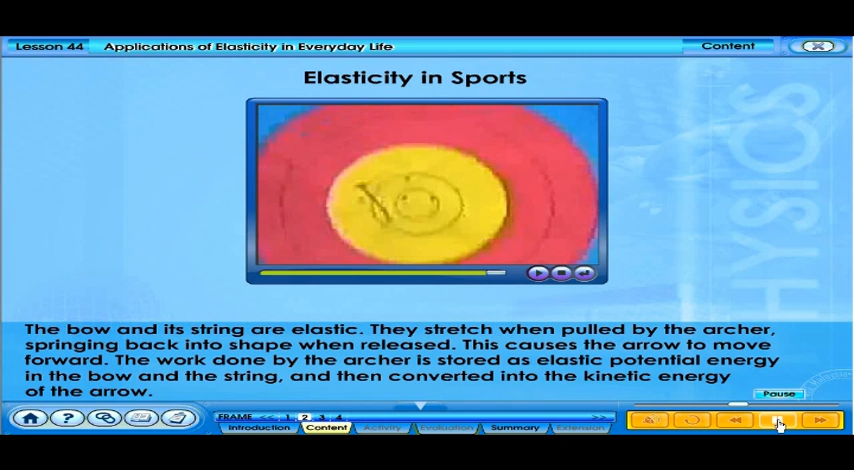 Lesson 44 Applications of Elasticity in Everyday Life Content
Elasticity in Sports
PHYSICS
The bow and its string are elastic. They stretch when pulled by the archer,
springing back into shape when released. This causes the arrow to move
forward. The work done by the archer is stored as elastic potential energy
in the bow and the string, and then converted into the kinetic energy
of the arrow.
Pause
FRAME << 1 2 3 4 >>
Introduction Content Activity Evaluation Summary Extension